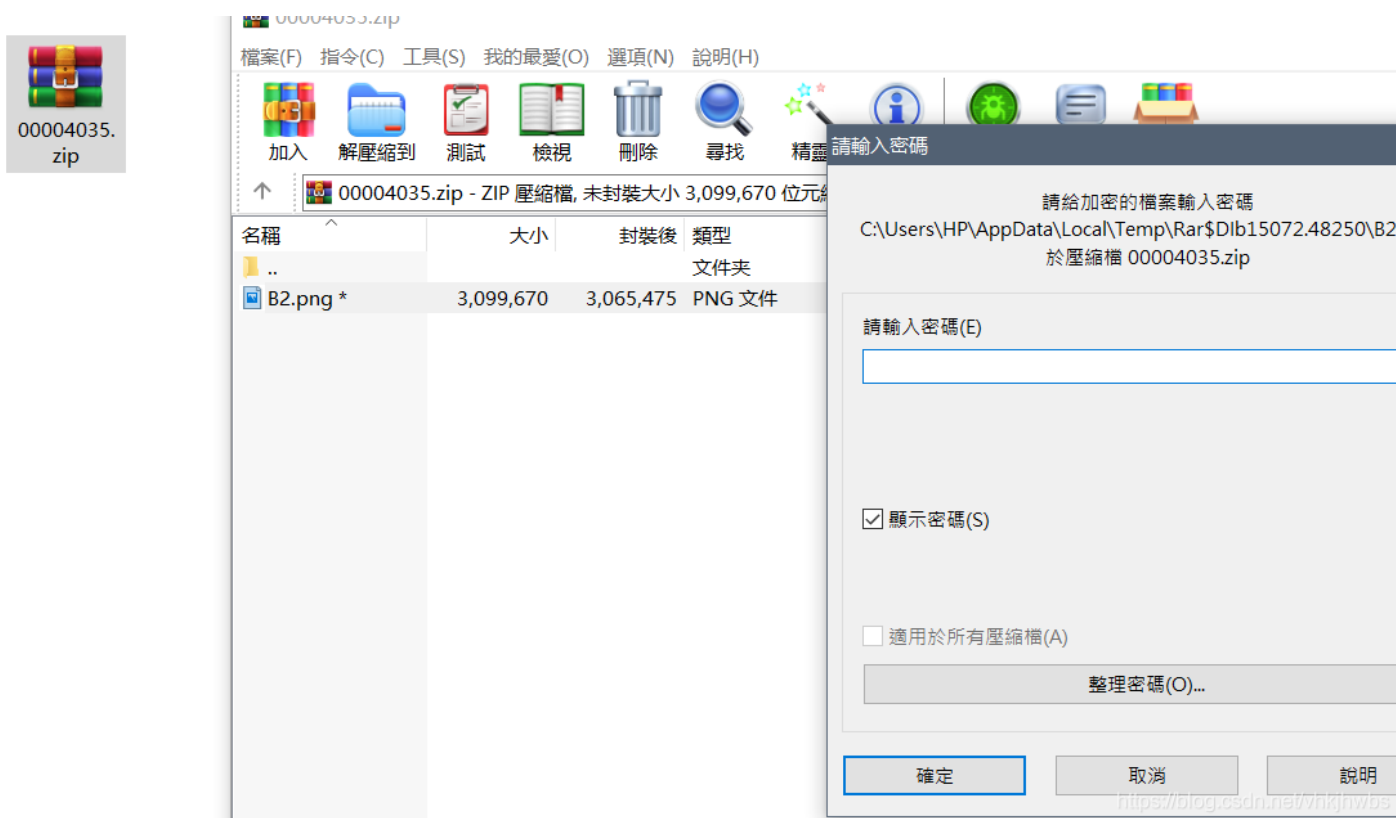 00004035.
zip
00004035.zip
檔案(F) 指令(C) 工具(S) 我的最愛(O) 選項(N) 說明(H)
加入 解壓縮到 測試 檢視 刪除 尋找 精靈
00004035.zip - ZIP 壓縮檔, 未封裝大小 3,099,670 位元組
名稱 大小 封裝後 類型
.. 文件夹
B2.png * 3,099,670 3,065,475 PNG 文件
請輸入密碼
請給加密的檔案輸入密碼
C:\Users\HP\AppData\Local\Temp\Rar$DIb15072.48250\B2
於壓縮檔 00004035.zip
請輸入密碼(E)
顯示密碼(S)
適用於所有壓縮檔(A)
整理密碼(O)...
確定 取消 說明
https://blog.csdn.net/vhkjhwbs